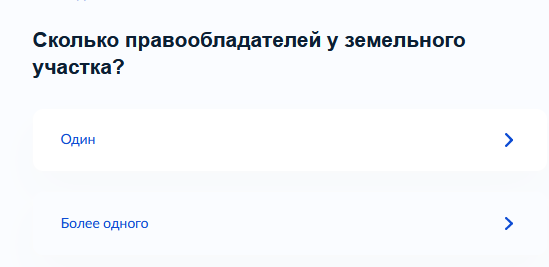 Сколько правообладателей у земельного
участка?
Один
Более одного